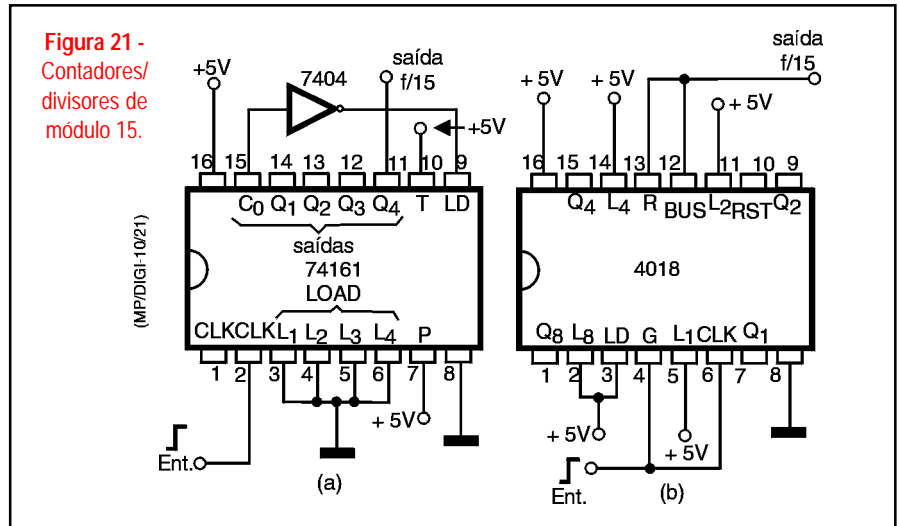 Figura 21 -
Contadores/
divisores de
módulo 15.
(MP/DIGI-10/21)
+5V
7404
saída
f/15
+5V
16 15 14 13 12 11 10 9
C0 Q1 Q2 Q3 Q4 T LD
saídas
74161
LOAD
CLK CLK L1 L2 L3 L4 P
1 2 3 4 5 6 7 8
+ 5V
Ent.
(a)
saída
f/15
+ 5V
+ 5V
+ 5V
16 15 14 13 12 11 10 9
Q4 L4 R BUS L2 RST Q2
4018
Q8 L8 LD G L1 CLK Q1
1 2 3 4 5 6 7 8
+ 5V
+ 5V
Ent.
(b)